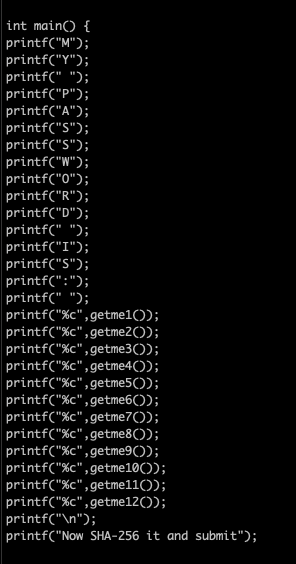 int main() {
printf("M");
printf("Y");
printf(" ");
printf("P");
printf("A");
printf("S");
printf("S");
printf("W");
printf("O");
printf("R");
printf("D");
printf(" ");
printf("I");
printf("S");
printf(":");
printf(" ");
printf("%c",getme1());
printf("%c",getme2());
printf("%c",getme3());
printf("%c",getme4());
printf("%c",getme5());
printf("%c",getme6());
printf("%c",getme7());
printf("%c",getme8());
printf("%c",getme9());
printf("%c",getme10());
printf("%c",getme11());
printf("%c",getme12());
printf("\n");
printf("Now SHA-256 it and submit");